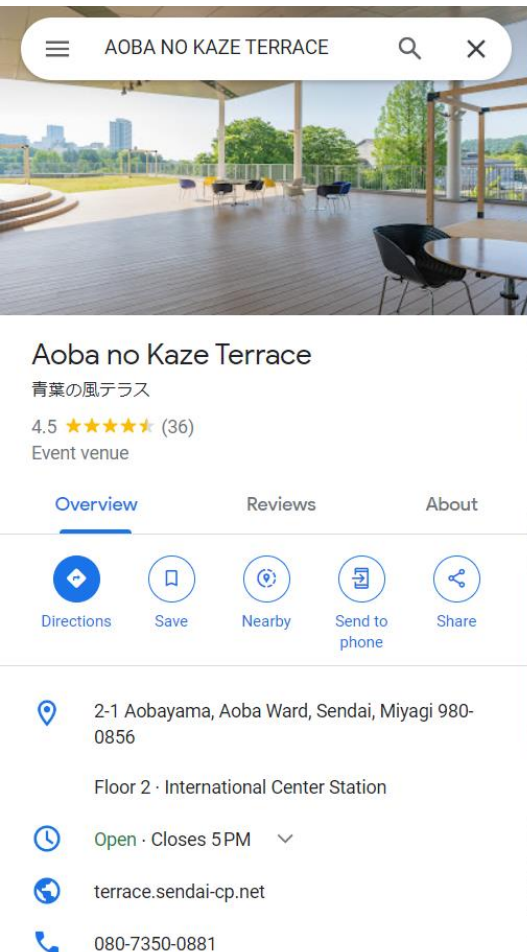 AOBA NO KAZE TERRACE
Aoba no Kaze Terrace
青葉の風テラス
4.5 (36)
Event venue
Overview Reviews About
Directions Save Nearby Send to phone Share
2-1 Aobayama, Aoba Ward, Sendai, Miyagi 980-
0856
Floor 2 · International Center Station
Open · Closes 5 PM
terrace.sendai-cp.net
080-7350-0881